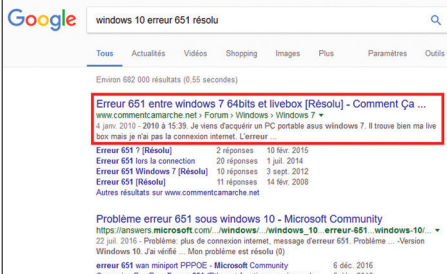 Google
windows 10 erreur 651 résolu
Tous Actualités Vidéos Shopping Images Plus Paramètres Outils
Environ 682 000 résultats (0,55 secondes)
Erreur 651 entre windows 7 64bits et livebox [Résolu] - Comment Ça ...
www.commentcamarche.net › Forum › Windows › Windows 7
4 janv. 2010 - 2010 à 15:39. Je viens d'acquérir un PC portable asus windows 7. Il trouve bien ma live
box mais je n'ai pas la connexion internet. L'erreur ...
Erreur 651 ? [Résolu] 2 réponses 10 févr. 2015
Erreur 651 lors la connection 20 réponses 1 juil. 2014
Erreur 651 Windows 7 [Résolu] 10 réponses 3 sept. 2012
Erreur 651 [Résolu] 11 réponses 14 févr. 2008
Autres résultats sur www.commentcamarche.net
Problème erreur 651 sous windows 10 - Microsoft Community
https://answers.microsoft.com/.../windows/.../windows_10...erreur-651...windows-10/...
22 juil. 2016 - Problème: plus de connexion internet, message d'erreur 651. Problème ... -Version
Windows 10. J'ai vérifié ... Mon problème est résolu (0)
erreur 651 wan miniport PPPOE - Microsoft Community 6 déc. 2016